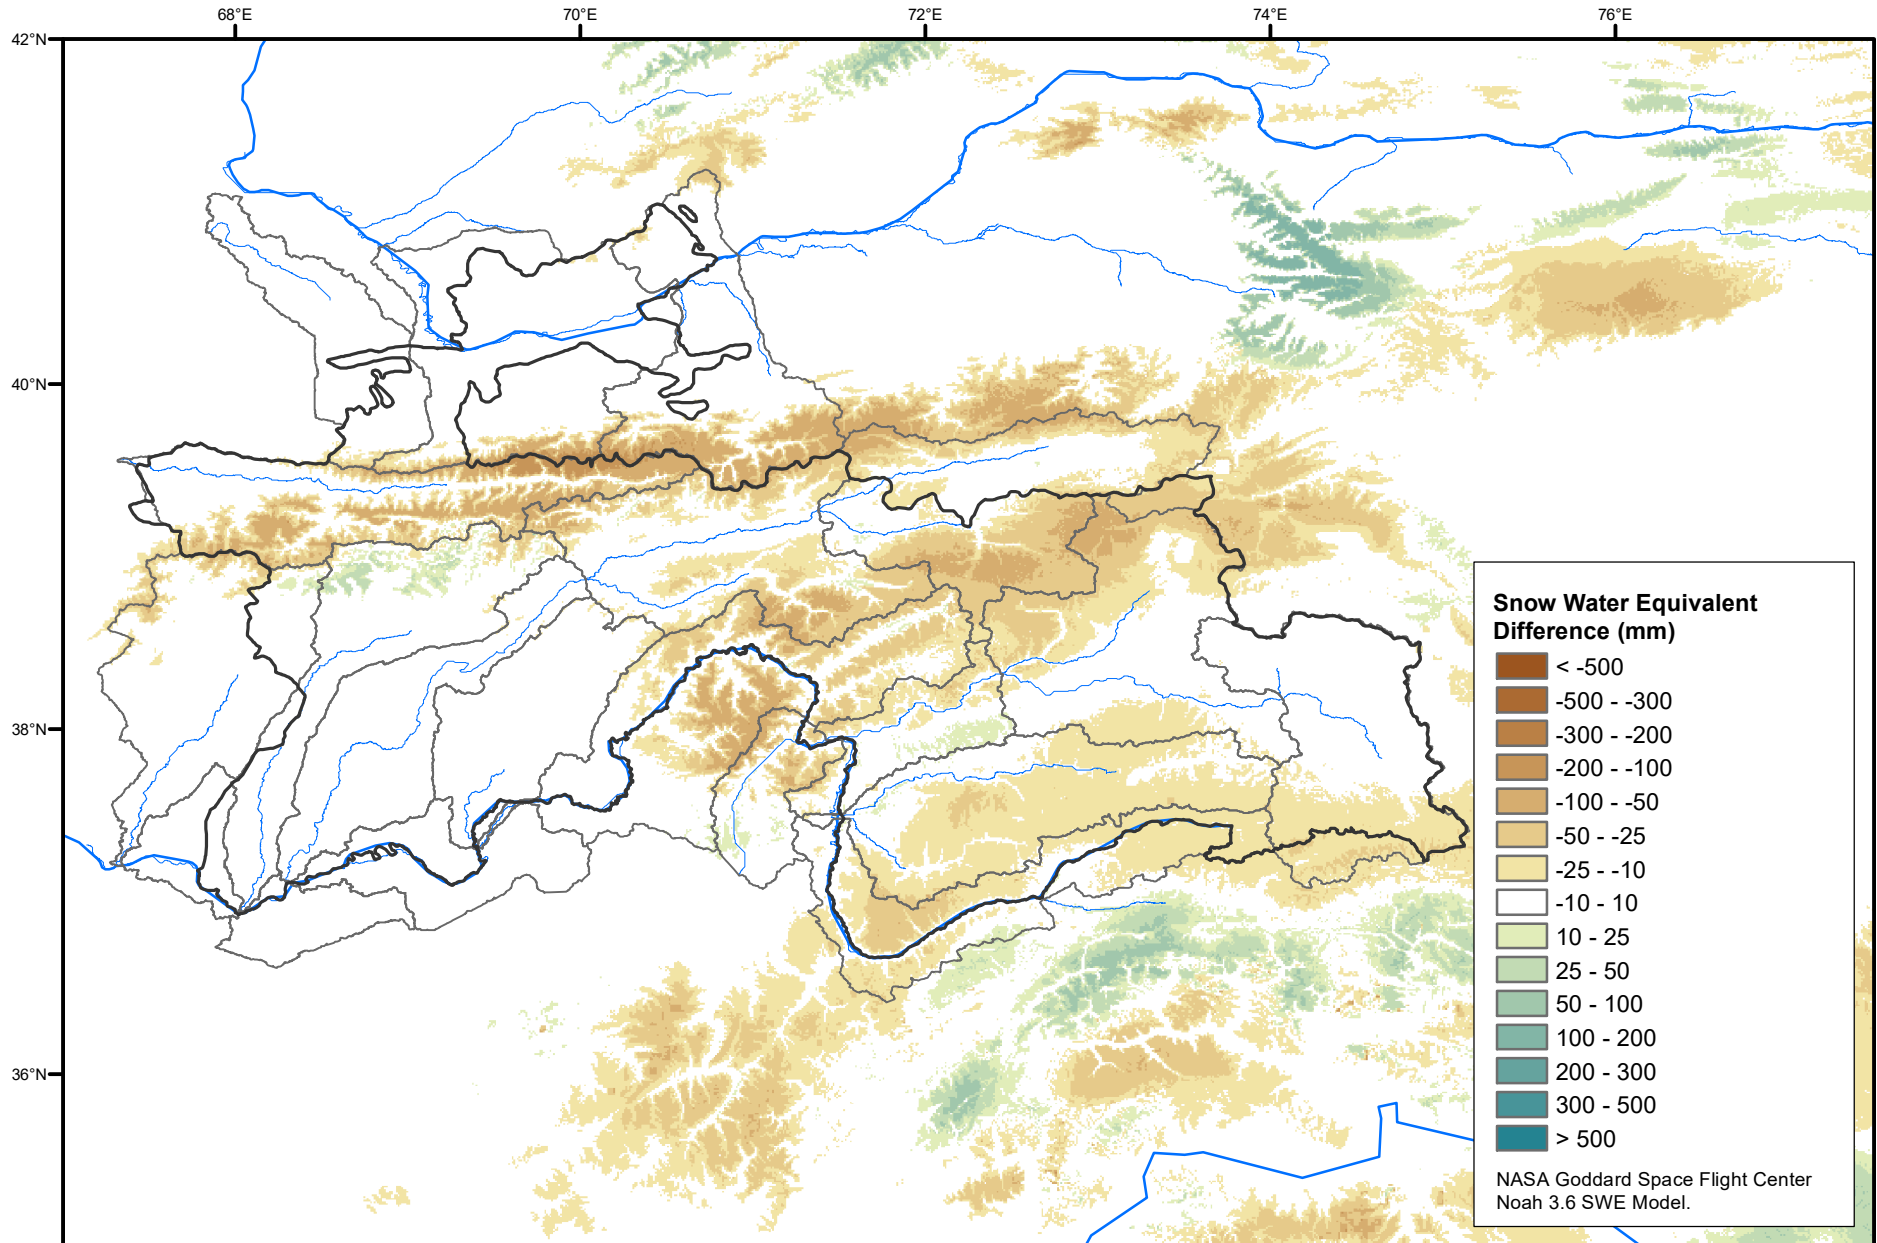 68°E 70°E 72°E 74°E 76°E
42°N
40°N
38°N
36°N
Snow Water Equivalent
Difference (mm)
< -500
-500 - -300
-300 - -200
-200 - -100
-100 - -50
-50 - -25
-25 - -10
-10 - 10
10 - 25
25 - 50
50 - 100
100 - 200
200 - 300
300 - 500
> 500
NASA Goddard Space Flight Center
Noah 3.6 SWE Model.